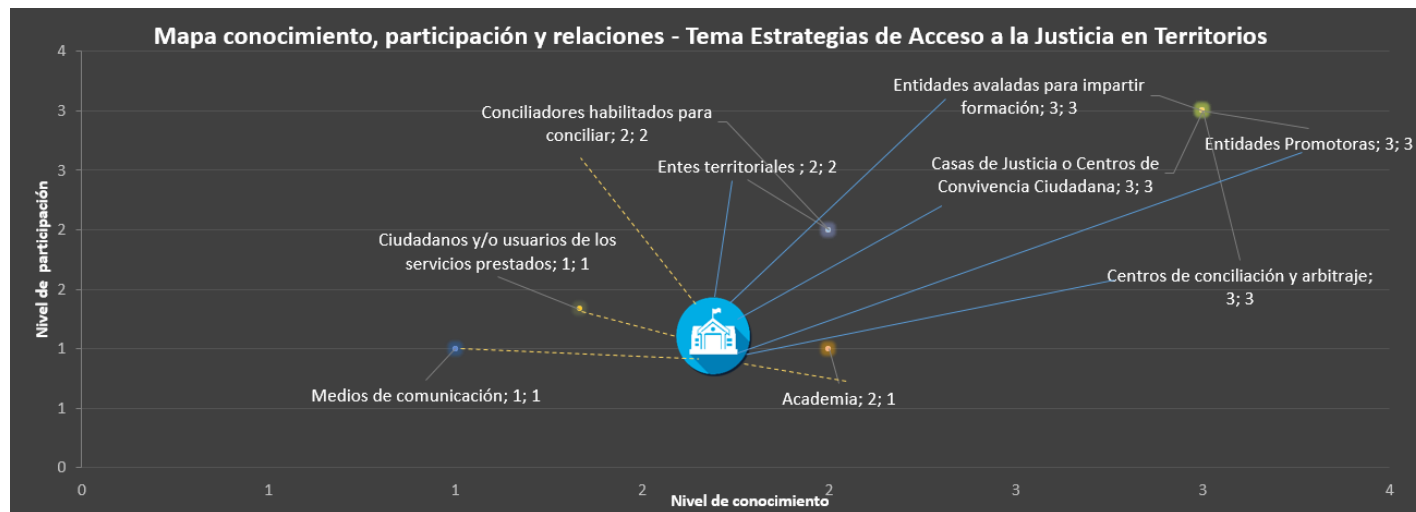 Mapa conocimiento, participación y relaciones - Tema Estrategias de Acceso a la Justicia en Territorios
Nivel de participación
4
3
3
2
2
1
1
0
Entidades avaladas para impartir
formación; 3; 3
Conciliadores habilitados para
conciliar; 2; 2
Entidades Promotoras; 3; 3
Entes territoriales ; 2; 2
Casas de Justicia o Centros de
Convivencia Ciudadana; 3; 3
Ciudadanos y/o usuarios de los
servicios prestados; 1; 1
Centros de conciliación y arbitraje;
3; 3
Medios de comunicación; 1; 1
Academia; 2; 1
0
1
1
2
2
3
3
4
Nivel de conocimiento